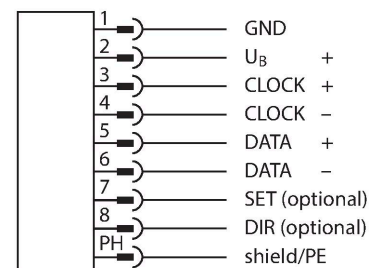 1 GND
2 U_B +
3 CLOCK +
4 CLOCK –
5 DATA +
6 DATA –
7 SET (optional)
8 DIR (optional)
PH shield/PE